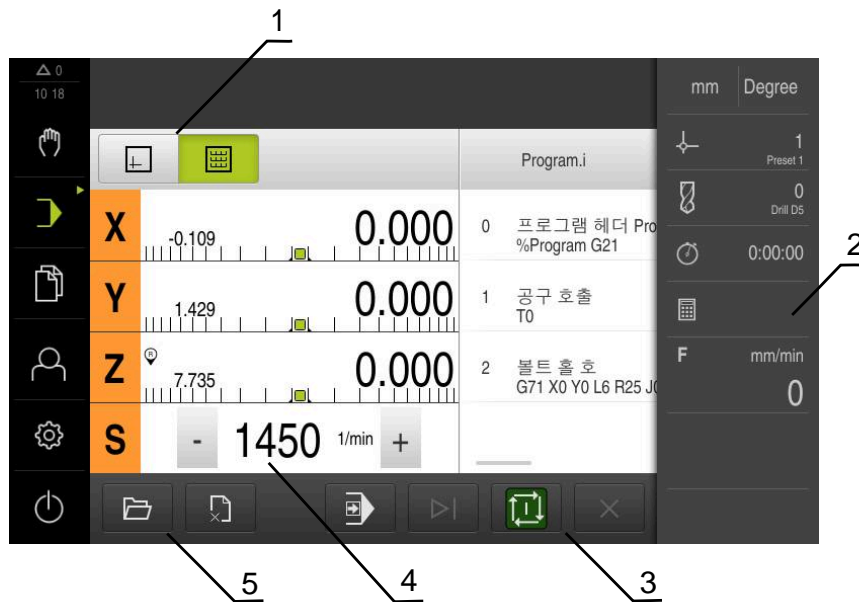 1
0
10 18
mm Degree
Program.i
1
Preset 1
0
Drill D5
0:00:00
2
F mm/min
0
X -0.109 0.000
Y 1.429 0.000
Z R 7.735 0.000
S - 1450 1/min +
0 프로그램 헤더 Pro
%Program G21
1 공구 호출
T0
2 볼트 홀 호
G71 X0 Y0 L6 R25 J
5
4
3